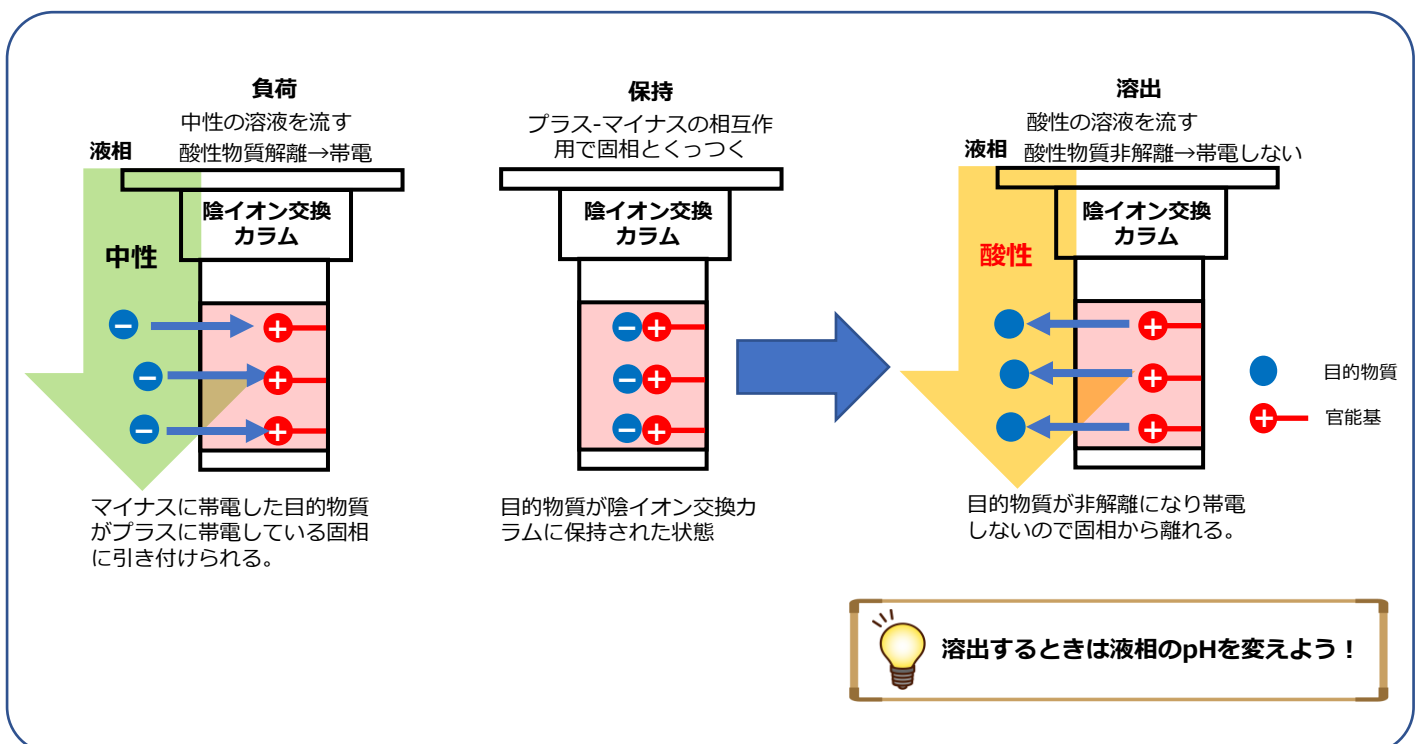 負荷
中性の溶液を流す
液相
酸性物質解離→帯電
陰イオン交換
カラム
中性
−
+
−
+
−
+
マイナスに帯電した目的物質
がプラスに帯電している固相
に引き付けられる。
保持
プラス-マイナスの相互作
用で固相とくっつく
陰イオン交換
カラム
−+
−+
−+
目的物質が陰イオン交換カ
ラムに保持された状態
溶出
酸性の溶液を流す
液相
酸性物質非解離→帯電しない
陰イオン交換
カラム
酸性
+
+
+
目的物質が非解離になり帯電
しないので固相から離れる。
目的物質
+
官能基
溶出するときは液相のpHを変えよう！